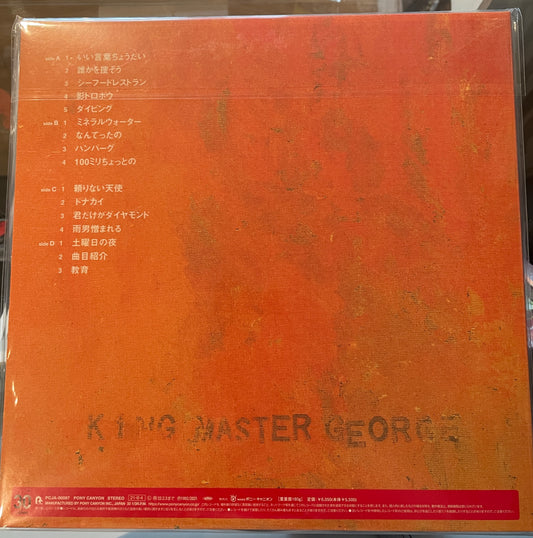 side A 1 いい言葉ちょうだい
2 誰かを捜そう
3 シーフードレストラン
4 影ドロボウ
5 ダイビング
side B 1 ミネラルウォーター
2 なんてったの
3 ハンバーグ
4 100ミリちょっとの
side C 1 頼りない天使
2 トナカイ
3 君だけがダイヤモンド
4 雨男憎まれる
side D 1 土曜日の夜
2 曲目紹介
3 教育
KING MASTER GEORGE
PCJA-00087 PONY CANYON STEREO
MANUFACTURED BY PONY CANYON INC., JAPAN